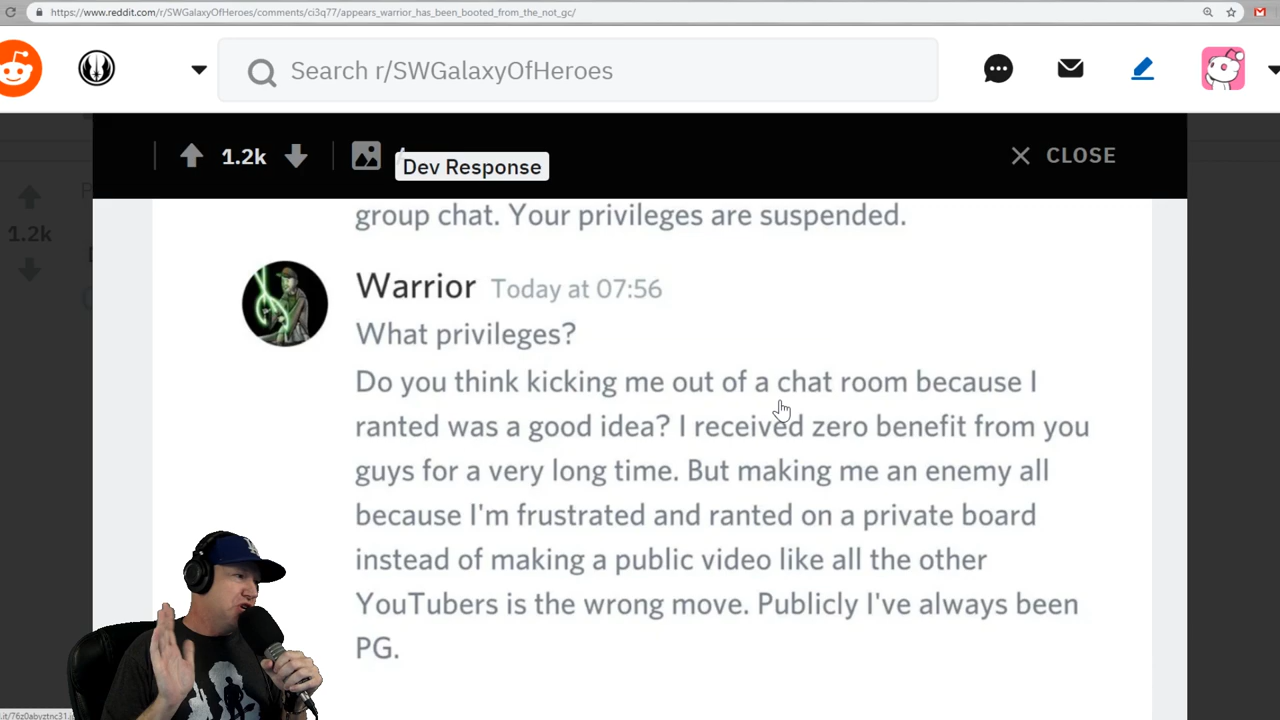 https://www.reddit.com/r/SWGalaxyOfHeroes/comments/ci3q77/appears_warrior_has_been_booted_from_the_not_gc/
Search r/SWGalaxyOfHeroes
1.2k
Dev Response
CLOSE
1.2k
group chat. Your privileges are suspended.
Warrior Today at 07:56
What privileges?
Do you think kicking me out of a chat room because I
ranted was a good idea? I received zero benefit from you
guys for a very long time. But making me an enemy all
because I'm frustrated and ranted on a private board
instead of making a public video like all the other
YouTubers is the wrong move. Publicly I've always been
PG.